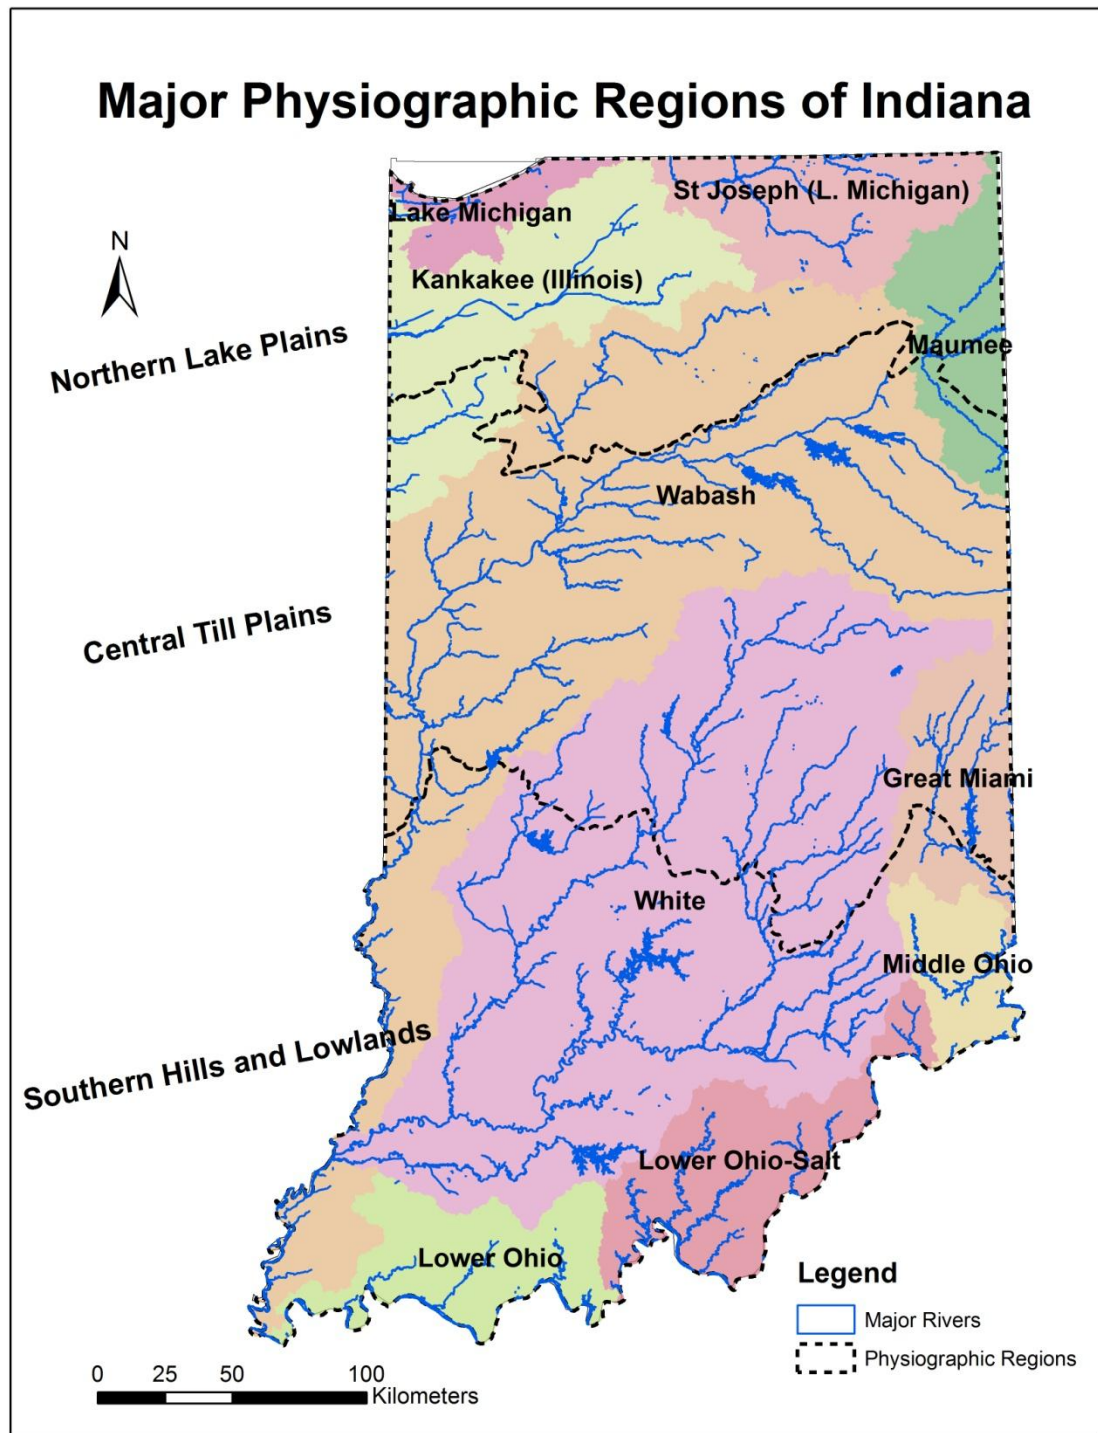 Major Physiographic Regions of Indiana
St Joseph (L. Michigan)
Lake Michigan
N
Kankakee (Illinois)
Northern Lake Plains
Maumee
Wabash
Central Till Plains
Great Miami
White
Middle Ohio
Southern Hills and Lowlands
Lower Ohio-Salt
Lower Ohio
Legend
Major Rivers
Physiographic Regions
0 25 50 100
Kilometers